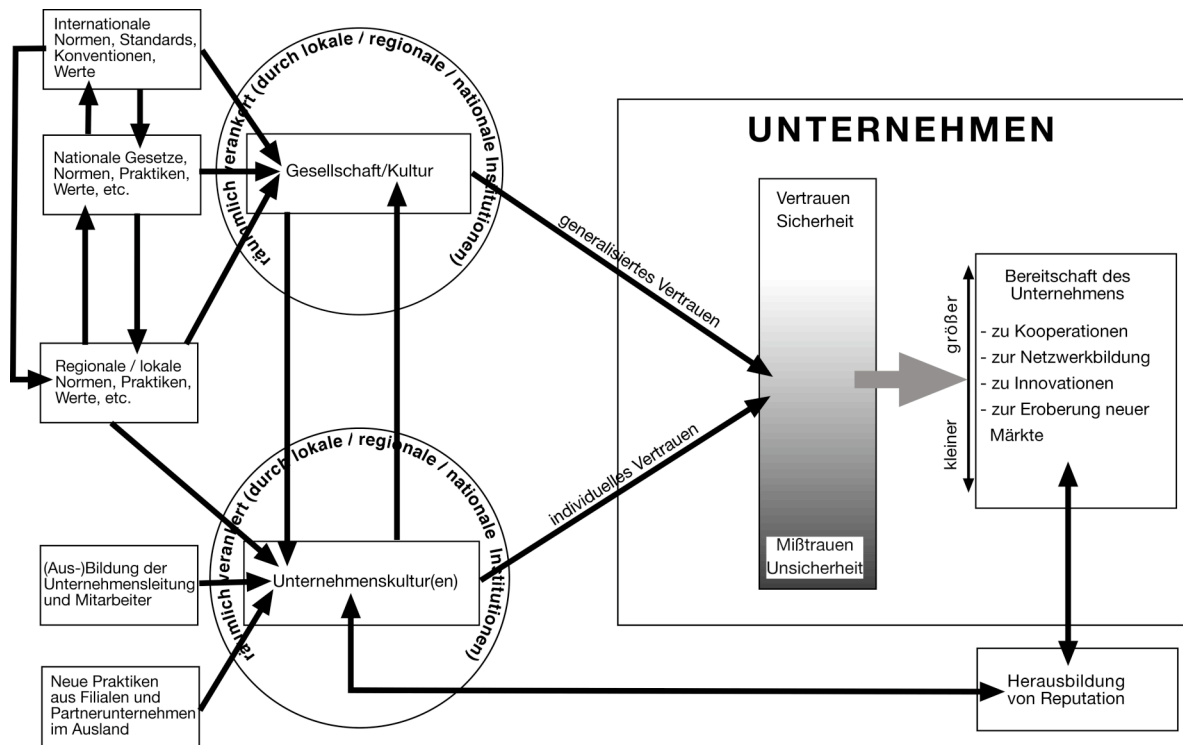 Internationale
Normen, Standards,
Konventionen,
Werte
Nationale Gesetze,
Normen, Praktiken,
Werte, etc.
Regionale / lokale
Normen, Praktiken,
Werte, etc.
(Aus-)Bildung der
Unternehmensleitung
und Mitarbeiter
Neue Praktiken
aus Filialen und
Partnerunternehmen
im Ausland
räumlich verankert (durch lokale / regionale / nationale Institutionen)
Gesellschaft/Kultur
räumlich verankert (durch lokale / regionale / nationale Institutionen)
Unternehmenskultur(en)
generalisiertes Vertrauen
individuelles Vertrauen
UNTERNEHMEN
Vertrauen
Sicherheit
Mißtrauen
Unsicherheit
größer
kleiner
Bereitschaft des
Unternehmens
- zu Kooperationen
- zur Netzwerkbildung
- zu Innovationen
- zur Eroberung neuer
Märkte
Herausbildung
von Reputation